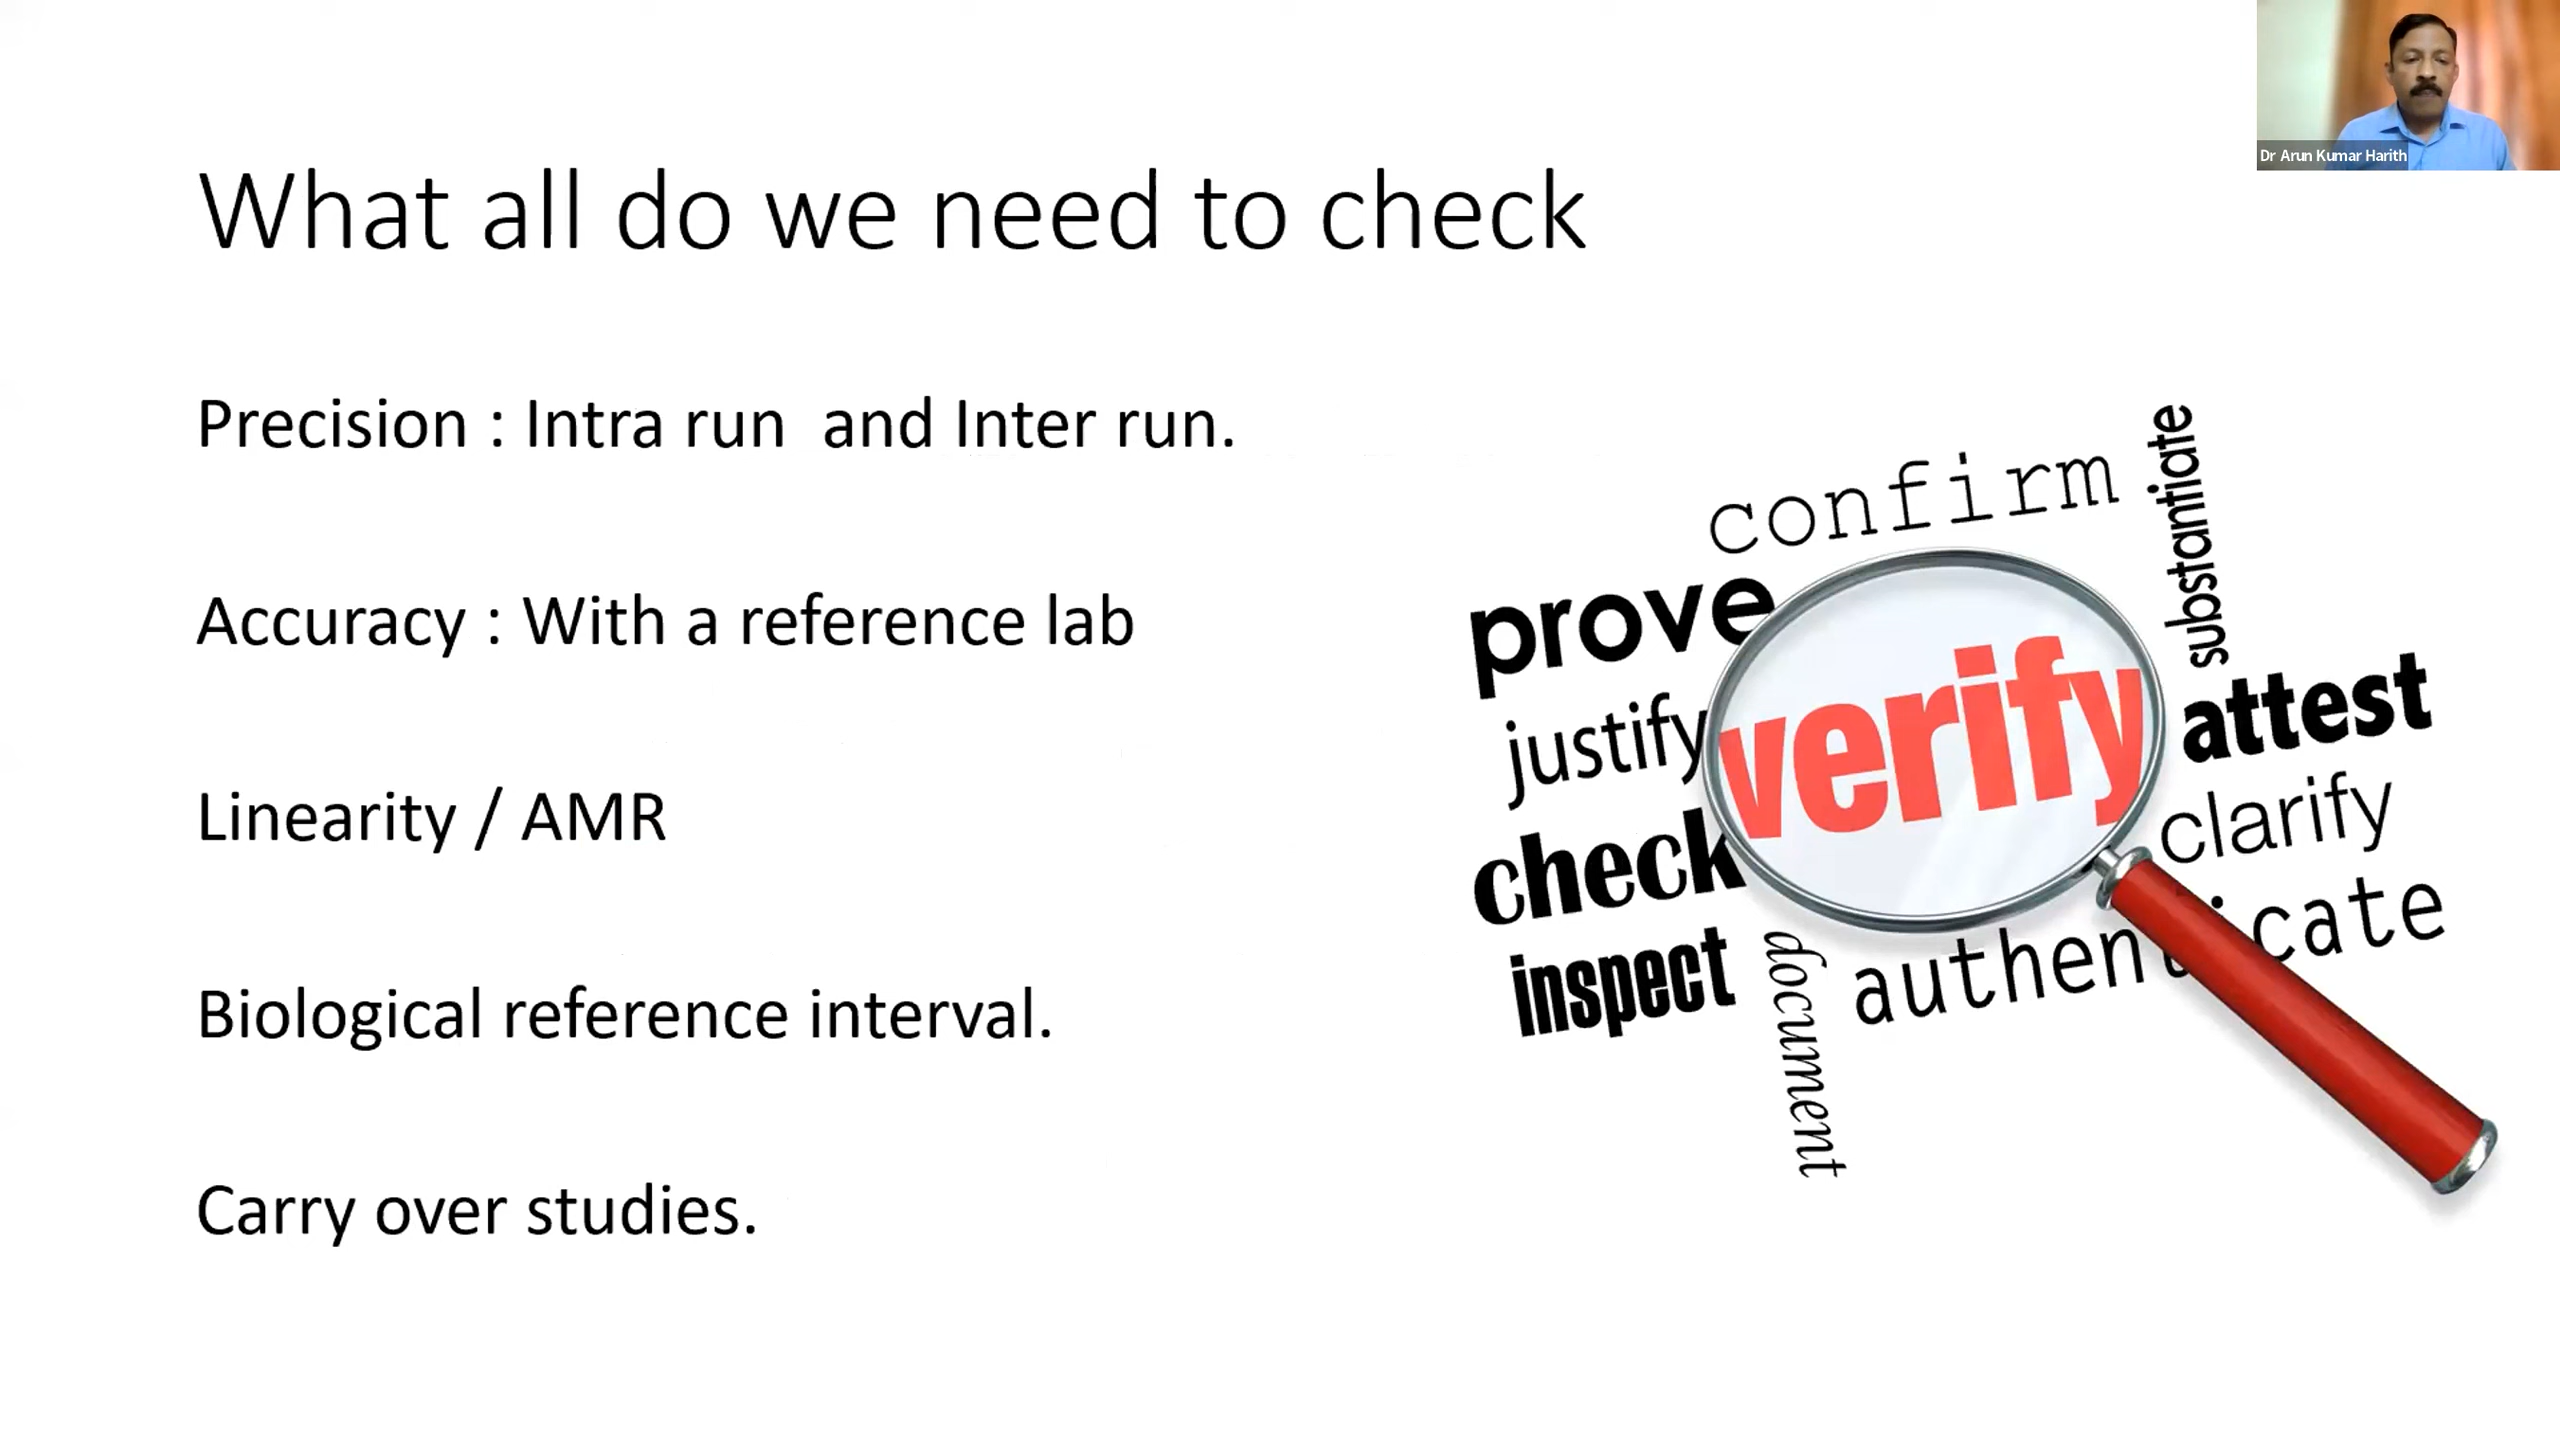 Dr Arun Kumar Harith
What all do we need to check
Precision : Intra run  and Inter run.
Accuracy : With a reference lab
Linearity / AMR
Biological reference interval.
Carry over studies.
confirm
substantiate
prove
verify
attest
justify
clarify
check
authenticate
inspect
document